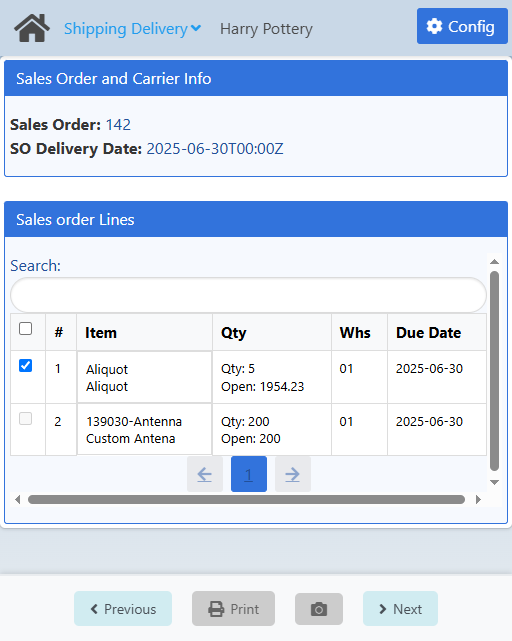 Shipping Delivery Harry Pottery Config
Sales Order and Carrier Info
Sales Order: 142
SO Delivery Date: 2025-06-30T00:00Z
Sales order Lines
Search:
# Item Qty Whs Due Date
1 Aliquot Qty: 5 01 2025-06-30
Aliquot Open: 1954.23
2 139030-Antenna Qty: 200 01 2025-06-30
Custom Antena Open: 200
← 1 →
Previous Print Next